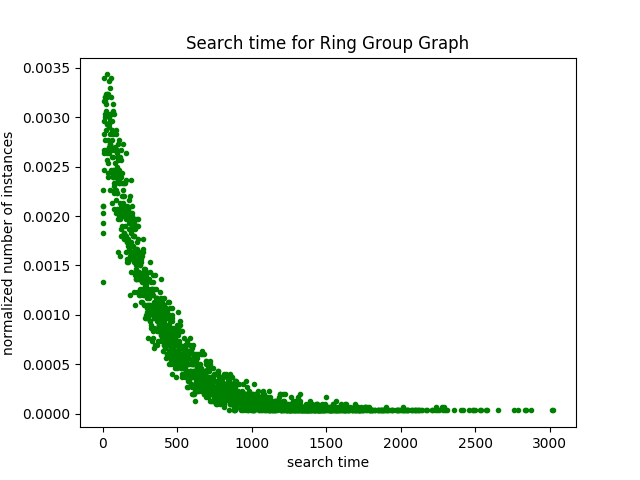 Search time for Ring Group Graph
normalized number of instances
0.0035
0.0030
0.0025
0.0020
0.0015
0.0010
0.0005
0.0000
0 500 1000 1500 2000 2500 3000
search time